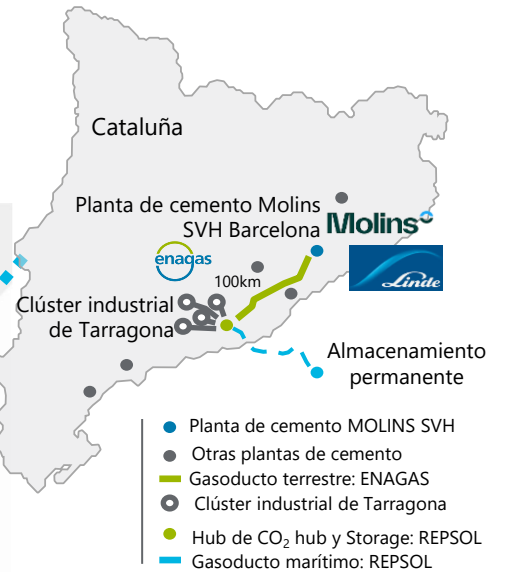 Cataluña
Planta de cemento Molins
SVH Barcelona
Molins
enagas
Linde
100km
Clúster industrial
de Tarragona
Almacenamiento
permanente
Planta de cemento MOLINS SVH
Otras plantas de cemento
Gasoducto terrestre: ENAGAS
Clúster industrial de Tarragona
Hub de CO₂ hub y Storage: REPSOL
Gasoducto marítimo: REPSOL